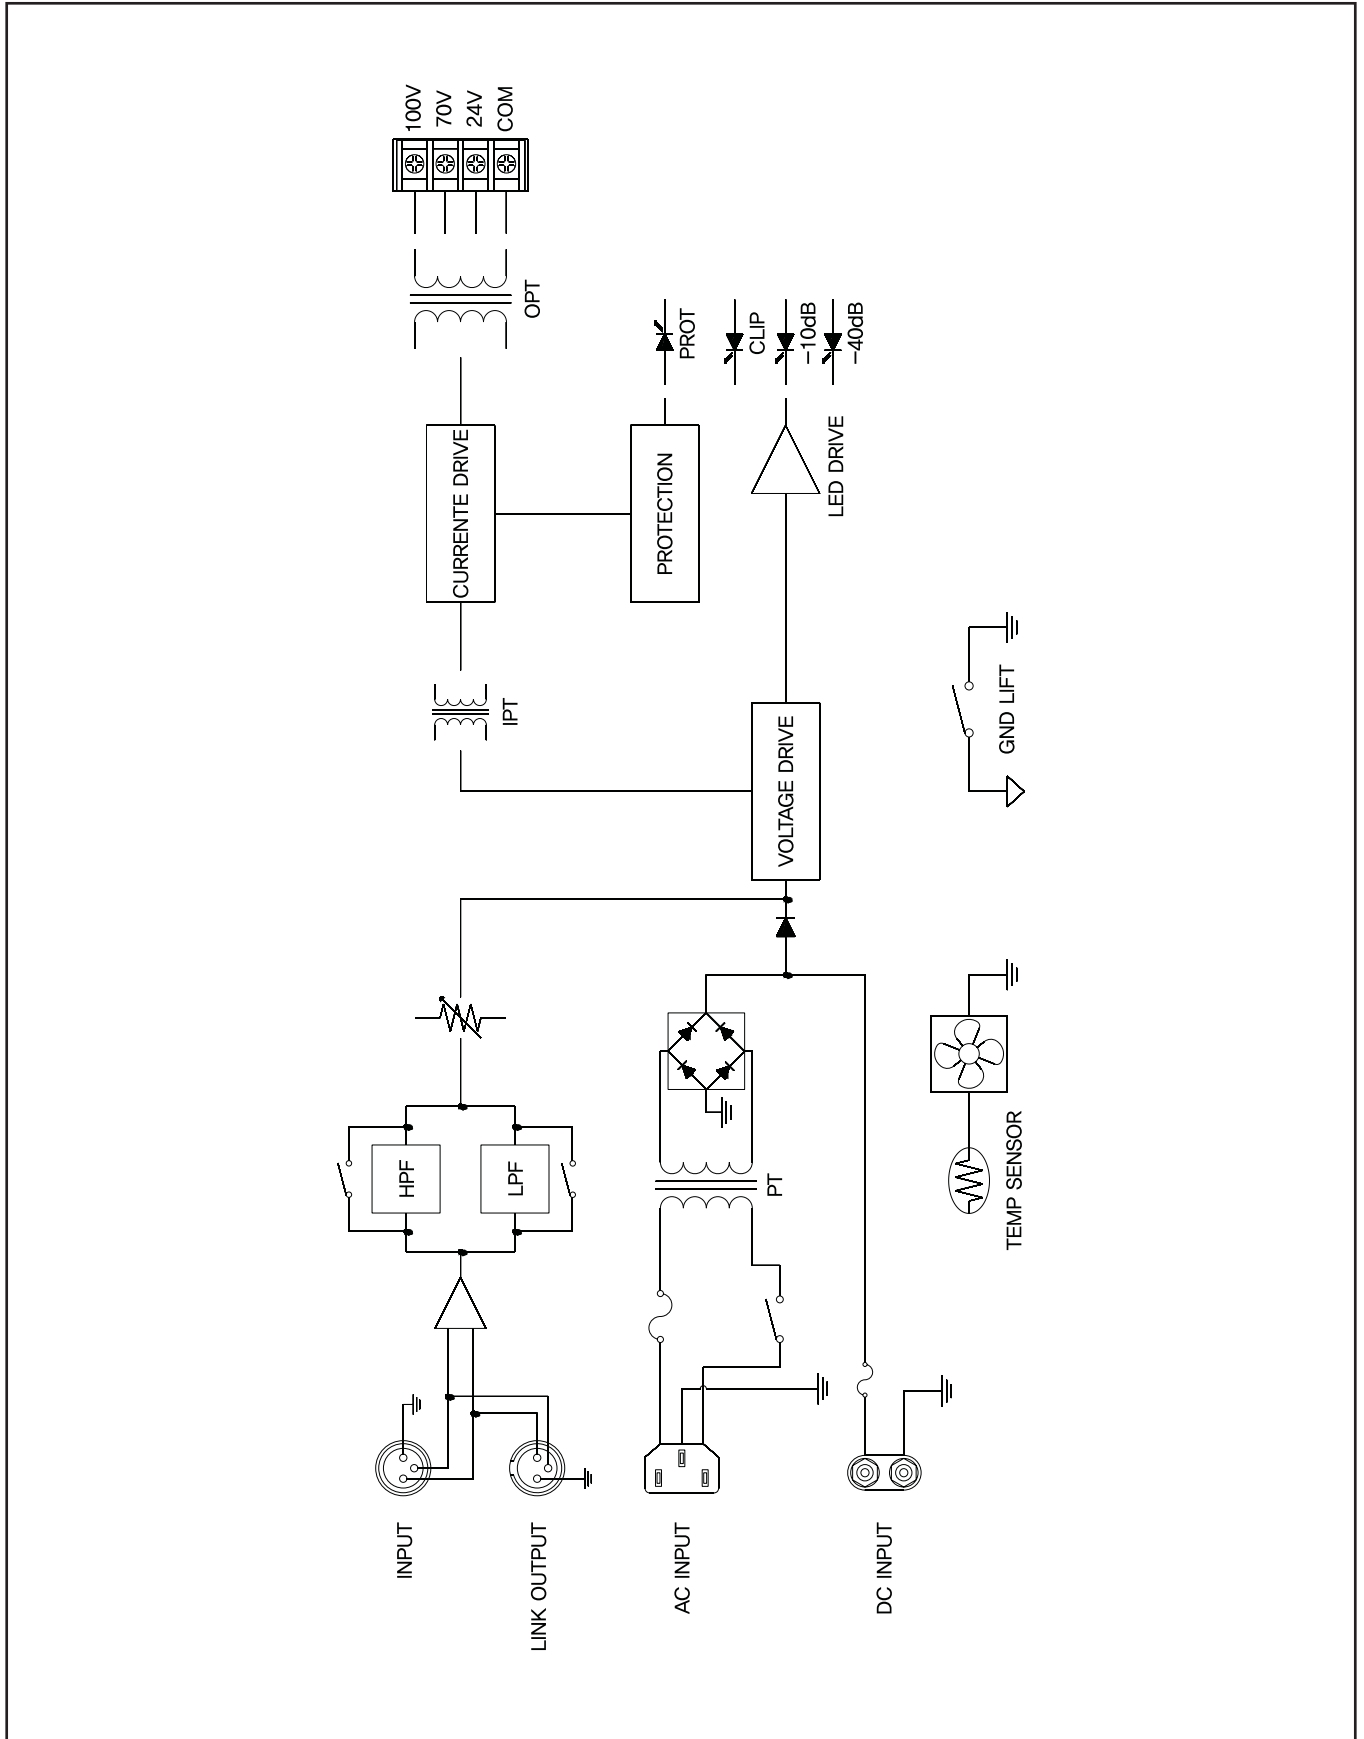 100V
70V
24V
COM
OPT
PROT
CLIP
–10dB
–40dB
CURRENTE DRIVE
PROTECTION
LED DRIVE
IPT
VOLTAGE DRIVE
GND LIFT
HPF
LPF
PT
TEMP SENSOR
INPUT
LINK OUTPUT
AC INPUT
DC INPUT